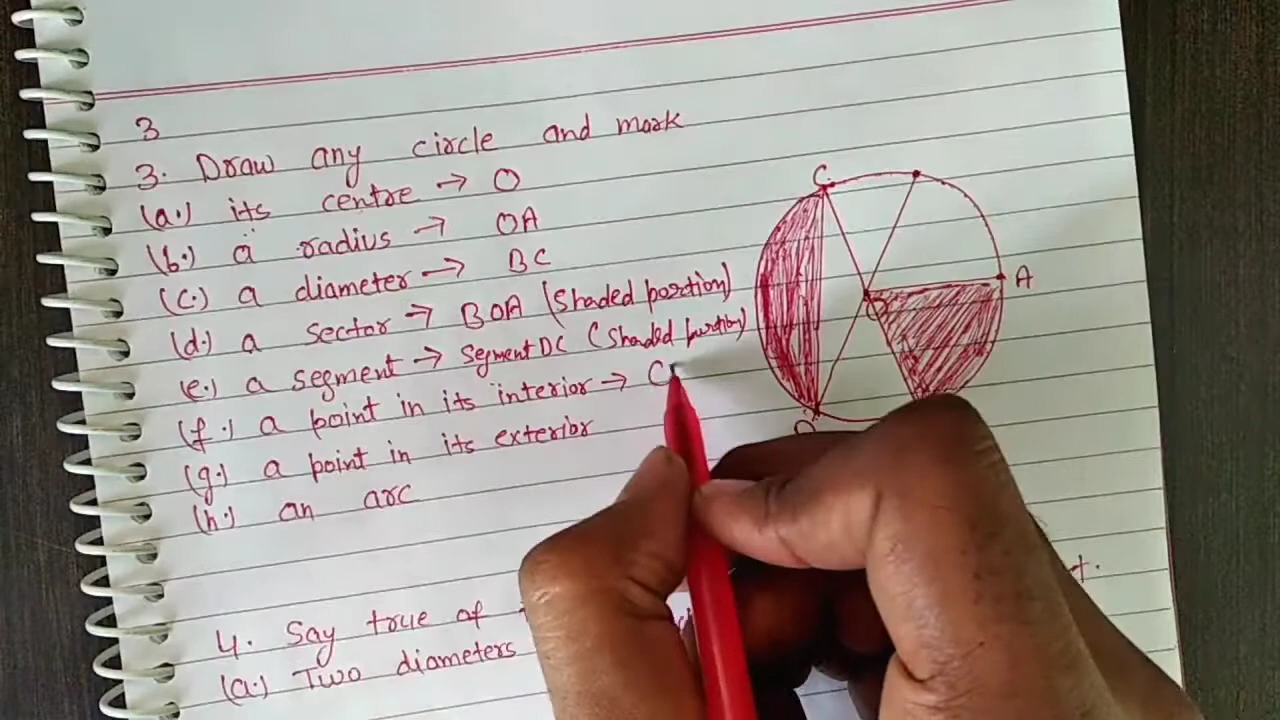 3
3. Draw any circle and mark
(a.) its centre → O
(b.) a radius → OA
(c.) a diameter → BC
(d.) a sector → BOA (shaded portion)
(e.) a segment → segment DC (shaded portion)
(f.) a point in its interior →
(g.) a point in its exterior
(h.) an arc
4. Say true of
(a.) Two diameters
C
A
O